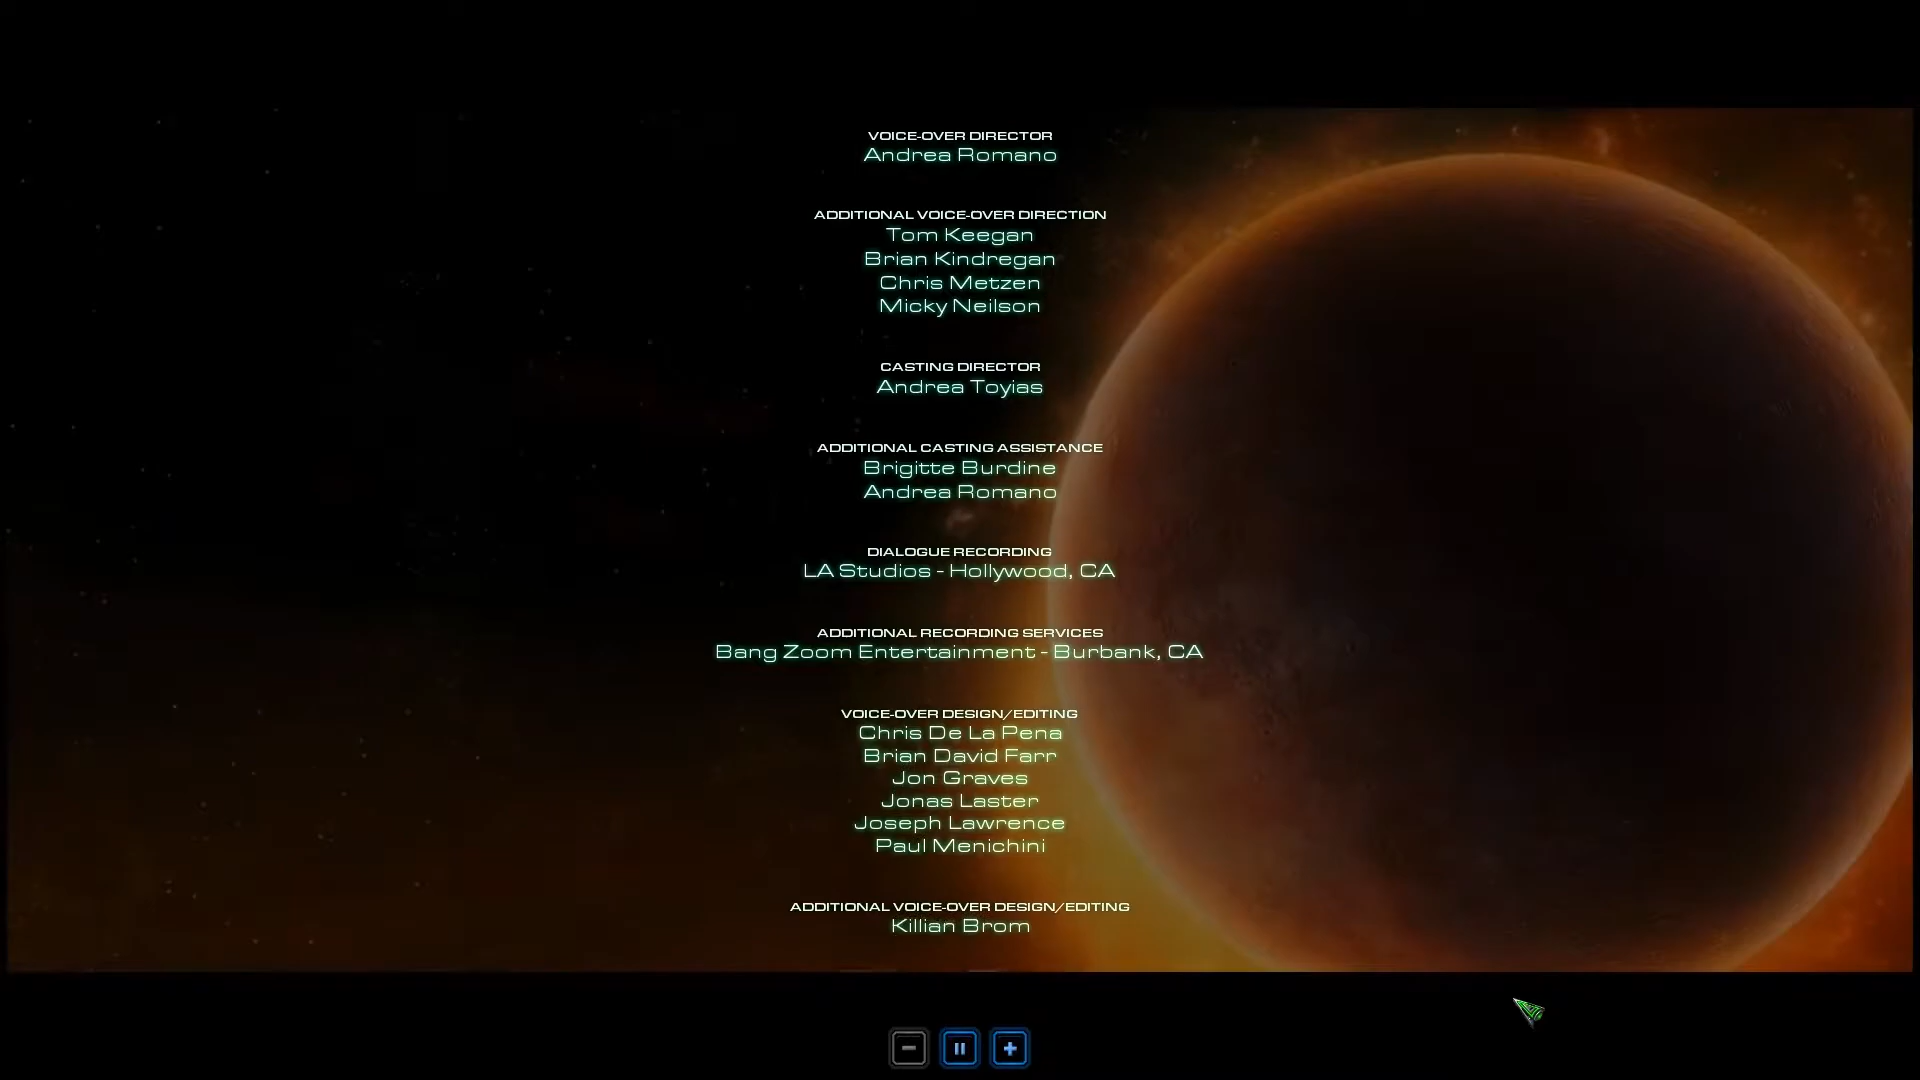 VOICE-OVER DIRECTOR
Andrea Romano
ADDITIONAL VOICE-OVER DIRECTION
Tom Keegan
Brian Kindregan
Chris Metzen
Micky Neilson
CASTING DIRECTOR
Andrea Toyias
ADDITIONAL CASTING ASSISTANCE
Brigitte Burdine
Andrea Romano
DIALOGUE RECORDING
LA Studios - Hollywood, CA
ADDITIONAL RECORDING SERVICES
Bang Zoom Entertainment - Burbank, CA
VOICE-OVER DESIGN/EDITING
Chris De La Pena
Brian David Farr
Jon Graves
Jonas Laster
Joseph Lawrence
Paul Menichini
ADDITIONAL VOICE-OVER DESIGN/EDITING
Killian Brom